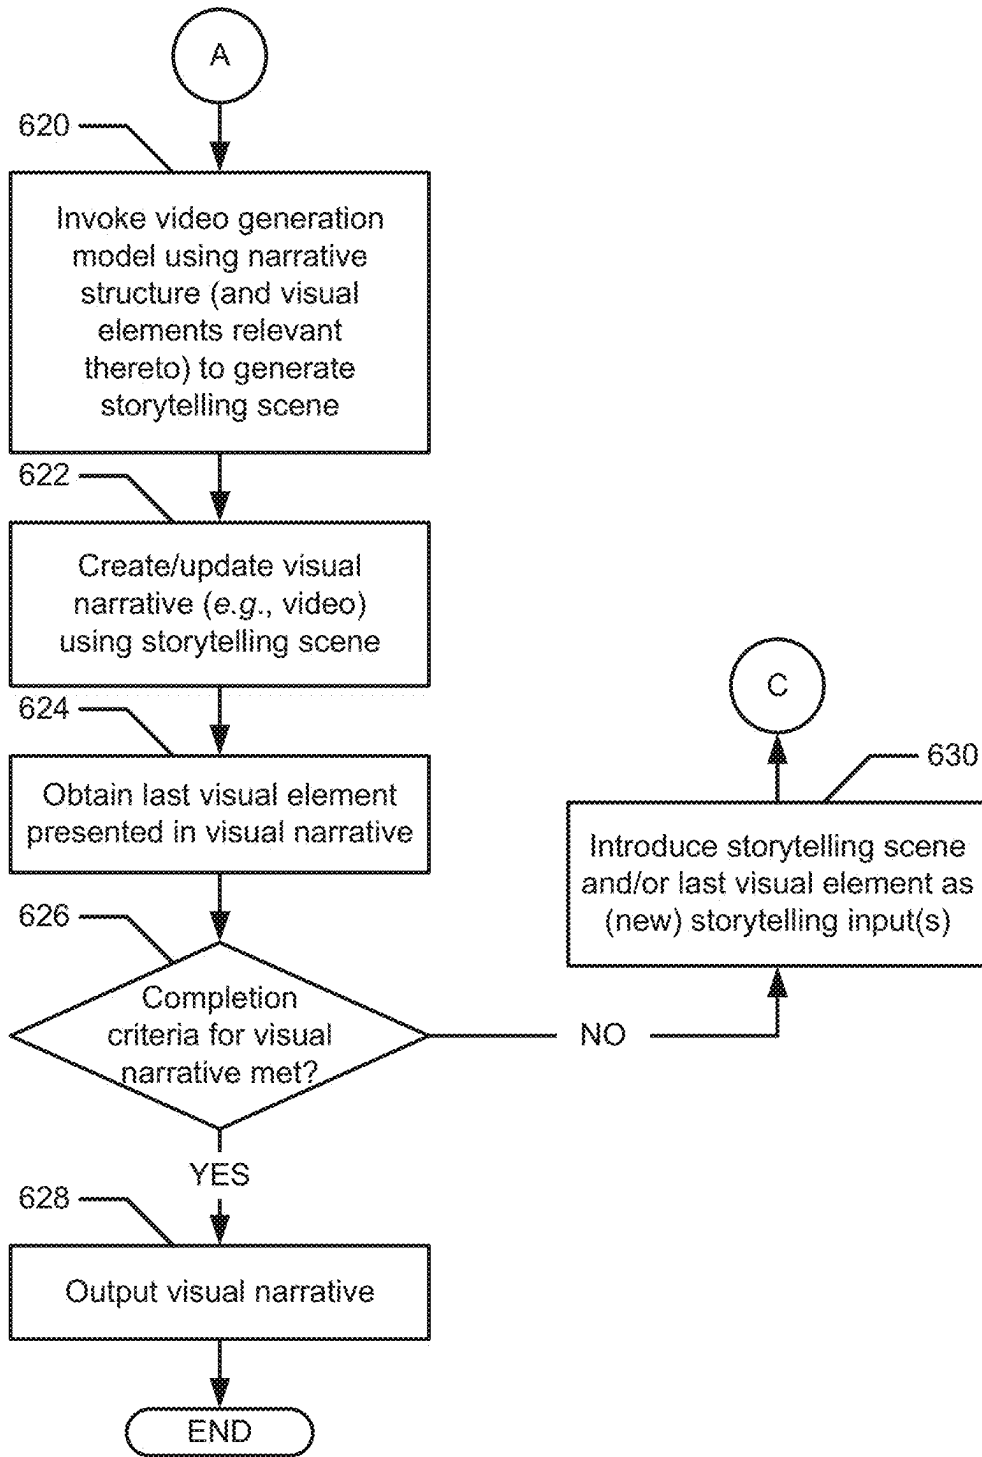 A
620
Invoke video generation
model using narrative
structure (and visual
elements relevant
thereto) to generate
storytelling scene
622
Create/update visual
narrative (e.g., video)
using storytelling scene
624
Obtain last visual element
presented in visual narrative
626
Completion
criteria for visual
narrative met?
NO
C
630
Introduce storytelling scene
and/or last visual element as
(new) storytelling input(s)
YES
628
Output visual narrative
END